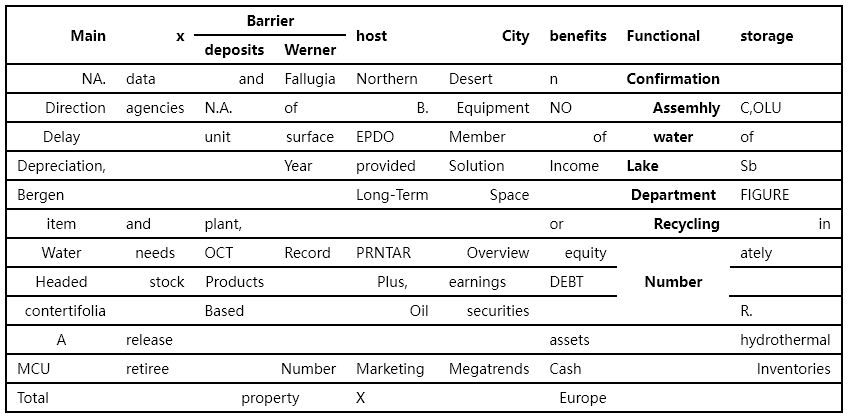 Barrier
Main x deposits Werner host City benefits Functional storage
NA. data and Fallugia Northern Desert n Confirmation
Direction agencies N.A. of B. Equipment NO Assemhly C,OLU
Delay unit surface EPDO Member of water of
Depreciation, Year provided Solution Income Lake Sb
Bergen Long-Term Space Department FIGURE
item and plant, or Recycling in
Water needs OCT Record PRNTAR Overview equity ately
Headed stock Products Plus, earnings DEBT Number
contertifolia Based Oil securities R.
A release assets hydrothermal
MCU retiree Number Marketing Megatrends Cash Inventories
Total property X Europe